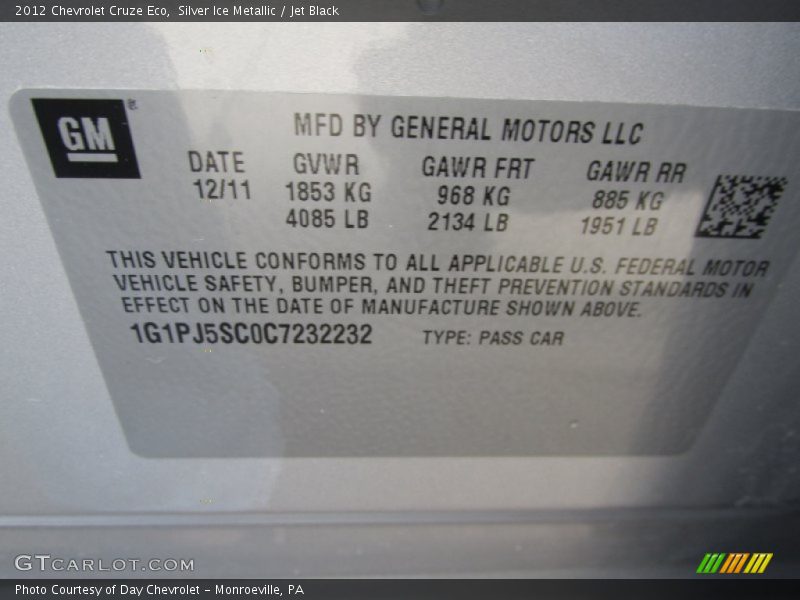 2012 Chevrolet Cruze Eco, Silver Ice Metallic / Jet Black
GM
MFD BY GENERAL MOTORS LLC
DATE GVWR GAWR FRT GAWR RR
12/11 1853 KG 968 KG 885 KG
4085 LB 2134 LB 1951 LB
THIS VEHICLE CONFORMS TO ALL APPLICABLE U.S. FEDERAL MOTOR
VEHICLE SAFETY, BUMPER, AND THEFT PREVENTION STANDARDS IN
EFFECT ON THE DATE OF MANUFACTURE SHOWN ABOVE.
1G1PJ5SC0C7232232 TYPE: PASS CAR
GTCARLOT.COM
Photo Courtesy of Day Chevrolet – Monroeville, PA